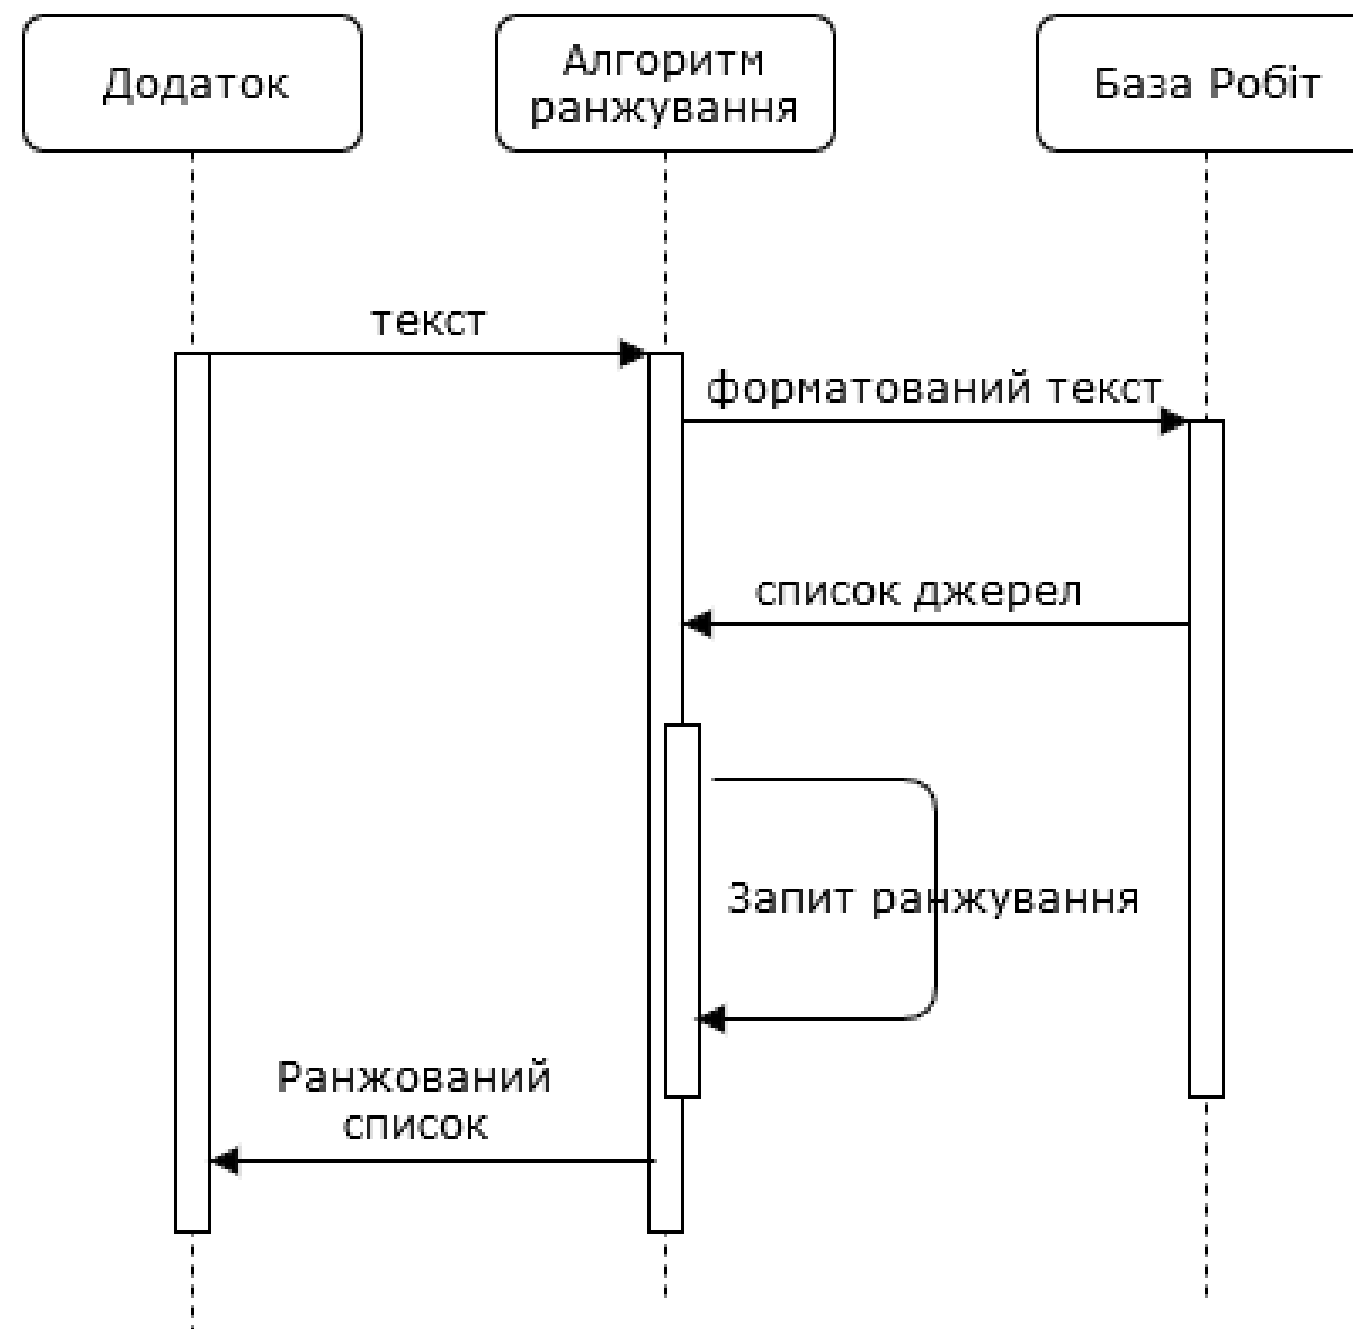 Додаток
Алгоритм
ранжування
База Робіт
текст
форматований текст
список джерел
Запит ранжування
Ранжований
список